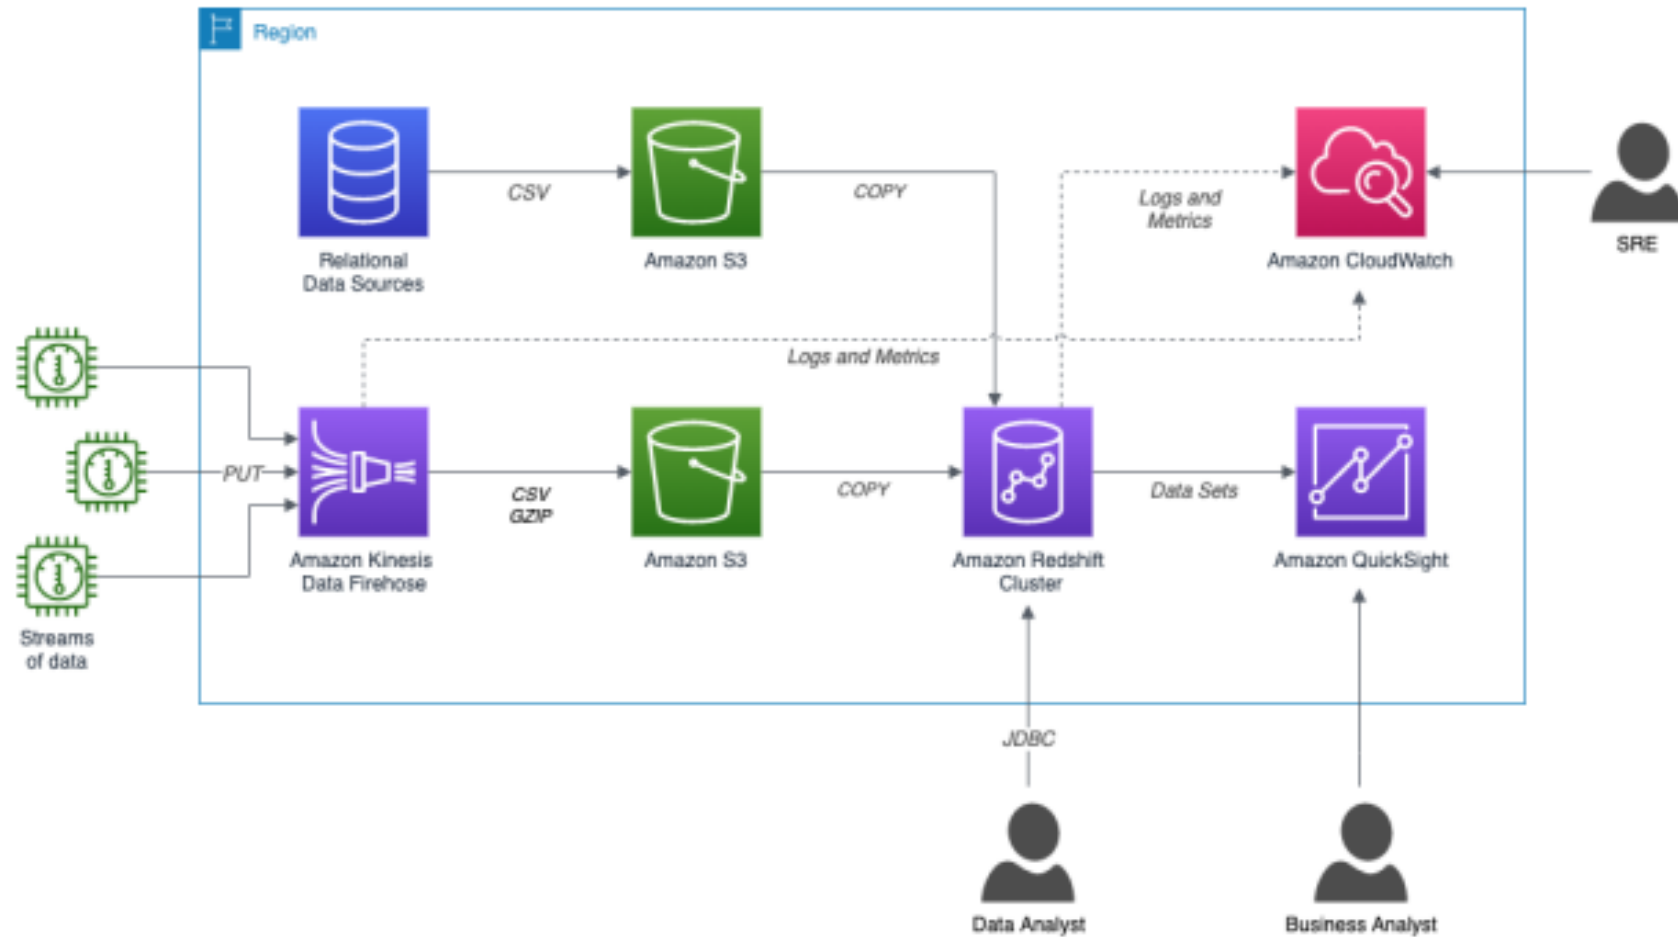 Region
CSV
COPY
Logs and
Metrics
Relational
Data Sources
Amazon S3
Amazon CloudWatch
SRE
Logs and Metrics
PUT
CSV
GZIP
COPY
Data Sets
Amazon Kinesis
Data Firehose
Amazon S3
Amazon Redshift
Cluster
Amazon QuickSight
Streams
of data
JDBC
Data Analyst
Business Analyst